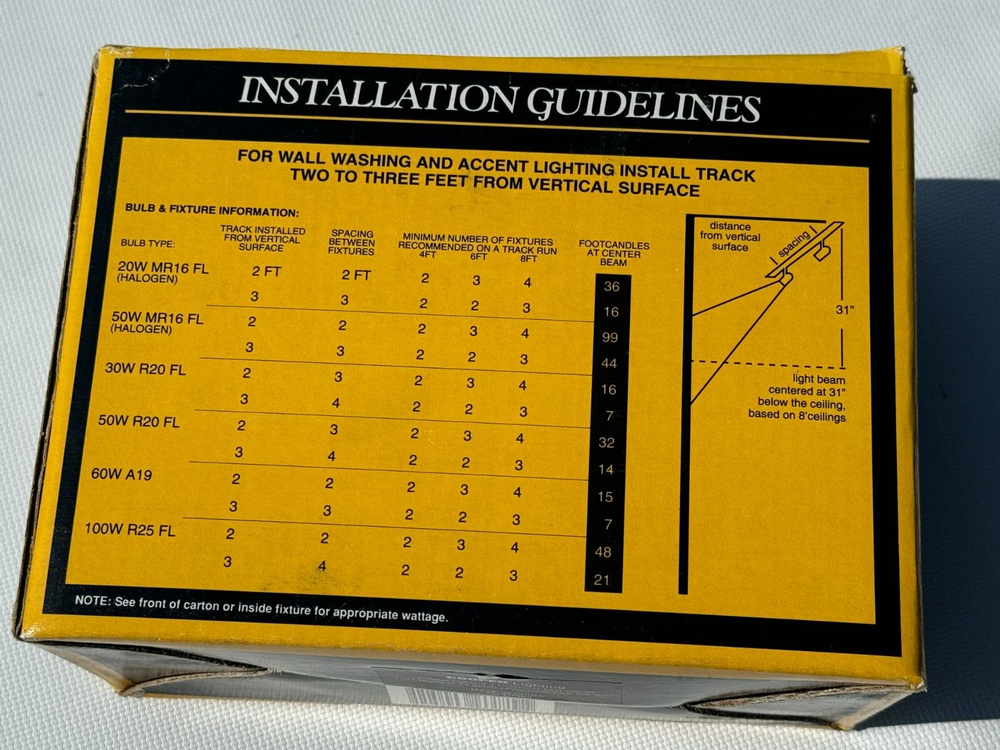 INSTALLATION GUIDELINES
FOR WALL WASHING AND ACCENT LIGHTING INSTALL TRACK
TWO TO THREE FEET FROM VERTICAL SURFACE
BULB & FIXTURE INFORMATION:
BULB TYPE:
TRACK INSTALLED
FROM VERTICAL
SURFACE
SPACING
BETWEEN
FIXTURES
MINIMUM NUMBER OF FIXTURES
RECOMMENDED ON A TRACK RUN
4FT 6FT 8FT
FOOTCANDLES
AT CENTER
BEAM
20W MR16 FL 2 FT 2 FT 2 3 4 36
(HALOGEN)
3 3 2 2 3 16
50W MR16 FL 2 2 2 3 4 99
(HALOGEN)
3 3 2 2 3 44
30W R20 FL 2 3 2 3 4 16
3 4 2 2 3 7
50W R20 FL 2 3 2 3 4 32
3 4 2 2 3 14
60W A19 2 2 2 3 4 15
3 3 2 2 3 7
100W R25 FL 2 2 2 3 4 48
3 4 2 2 3 21
distance
from vertical
surface
spacing
31"
light beam
centered at 31"
below the ceiling,
based on 8'ceilings
NOTE: See front of carton or inside fixture for appropriate wattage.